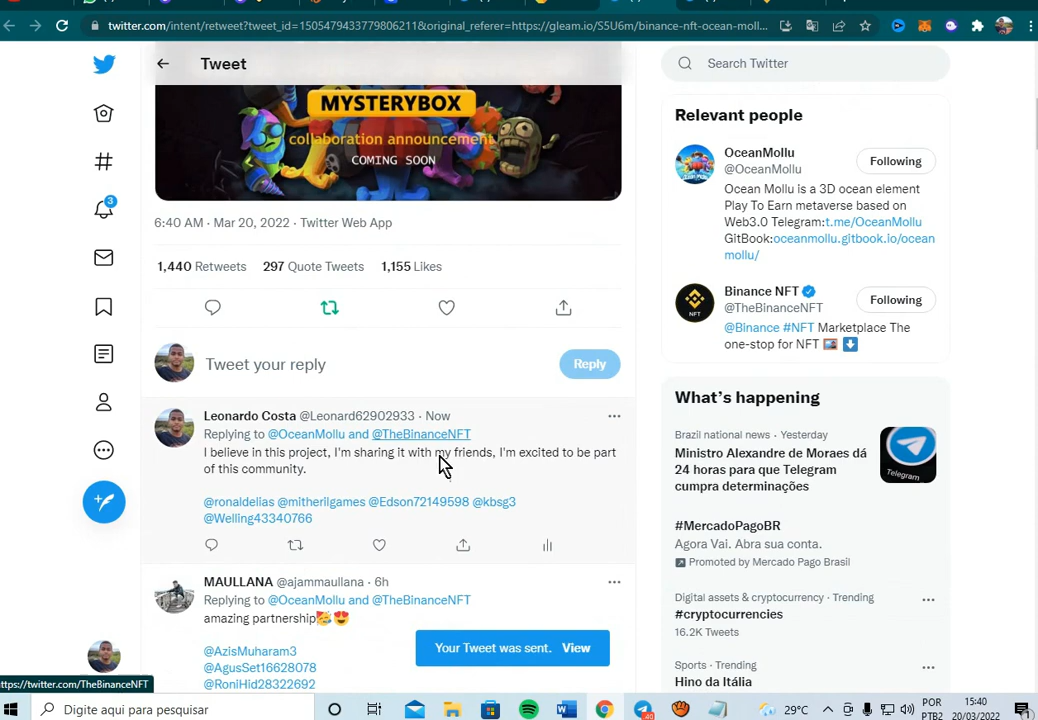 twitter.com/intent/retweet?tweet_id=1505479433779806211&original_referer=https://gleam.io/S5U6m/binance-nft-ocean-moll...
Tweet
Search Twitter
MYSTERYBOX
collaboration announcement
COMING SOON
6:40 AM · Mar 20, 2022 · Twitter Web App
1,440 Retweets 297 Quote Tweets 1,155 Likes
3
Tweet your reply
Reply
Leonardo Costa @Leonard62902933 · Now
Replying to @OceanMollu and @TheBinanceNFT
I believe in this project, I'm sharing it with my friends, I'm excited to be part
of this community.
@ronaldelias @mitherilgames @Edson72149598 @kbsg3
@Welling43340766
MAULLANA @ajammaullana · 6h
Replying to @OceanMollu and @TheBinanceNFT
amazing partnership🥳😍
@AzisMuharam3
@AgusSet16628078
@RoniHid28322692
Your Tweet was sent. View
Relevant people
OceanMollu
@OceanMollu
Following
Ocean Mollu is a 3D ocean element
Play To Earn metaverse based on
Web3.0 Telegram:t.me/OceanMollu
GitBook:oceanmollu.gitbook.io/ocean
mollu/
NFT
Binance NFT
@TheBinanceNFT
Following
@Binance #NFT Marketplace The
one-stop for NFT 🖼️ ⬇️
What's happening
Brazil national news · Yesterday
Ministro Alexandre de Moraes dá
24 horas para que Telegram
cumpra determinações
Telegram
#MercadoPagoBR
Agora Vai. Abra sua conta.
Promoted by Mercado Pago Brasil
Digital assets & cryptocurrency · Trending
#cryptocurrencies
16.2K Tweets
Sports · Trending
Hino da Itália
https://twitter.com/TheBinanceNFT
Digite aqui para pesquisar
40
29°C
POR
PTB2
15:40
20/03/2022
1